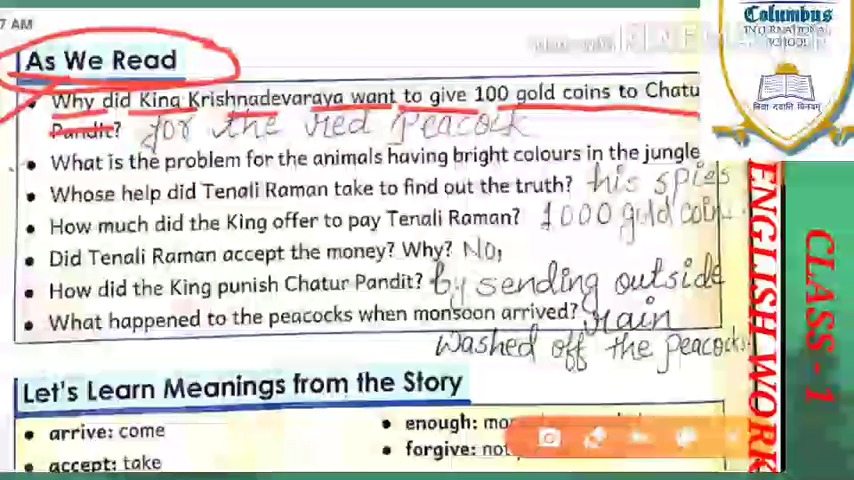 7 AM
Columbus
INTERNATIONAL
SCHOOL
As We Read
Why did King Krishnadevaraya want to give 100 gold coins to Chatu
Pandit? for the red Peacock
What is the problem for the animals having bright colours in the jungle
Whose help did Tenali Raman take to find out the truth? his spies
How much did the King offer to pay Tenali Raman? 1000 gold coin
Did Tenali Raman accept the money? Why? No,
How did the King punish Chatur Pandit? by sending outside
What happened to the peacocks when monsoon arrived? rain
washed off the peacocks
Let's Learn Meanings from the Story
arrive: come
enough:
accept: take
forgive: not
ENGLISH WORK
CLASS - 1